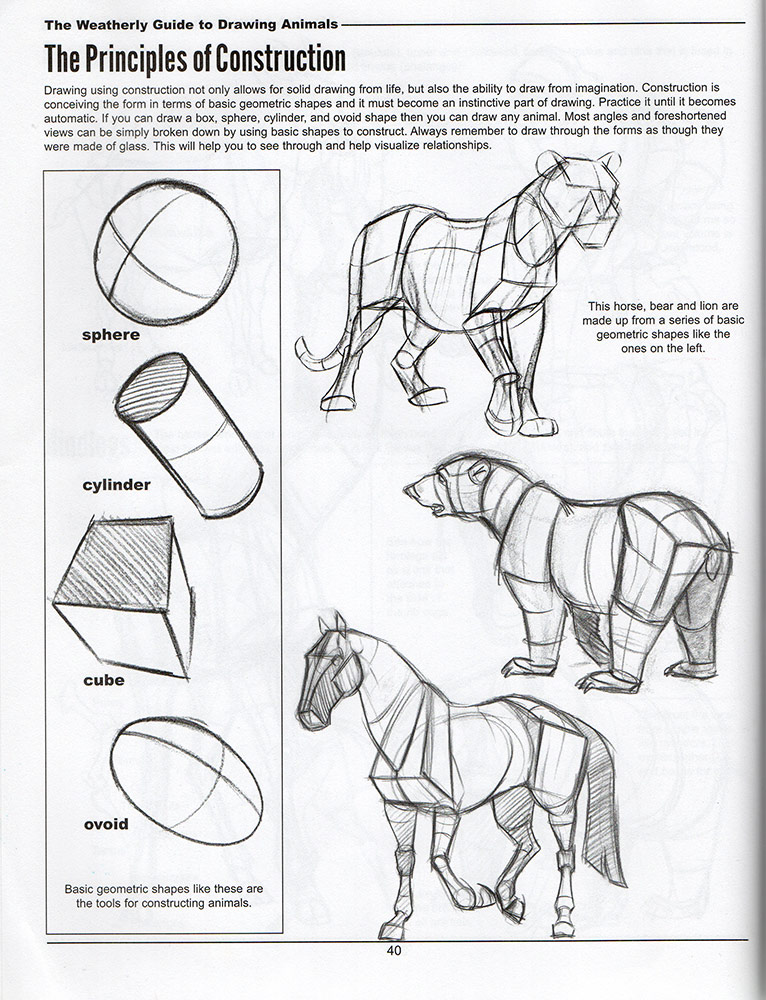 The Weatherly Guide to Drawing Animals
The Principles of Construction
Drawing using construction not only allows for solid drawing from life, but also the ability to draw from imagination. Construction is
conceiving the form in terms of basic geometric shapes and it must become an instinctive part of drawing. Practice it until it becomes
automatic. If you can draw a box, sphere, cylinder, and ovoid shape then you can draw any animal. Most angles and foreshortened
views can be simply broken down by using basic shapes to construct. Always remember to draw through the forms as though they
were made of glass. This will help you to see through and help visualize relationships.
sphere
cylinder
cube
ovoid
Basic geometric shapes like these are
the tools for constructing animals.
This horse, bear and lion are
made up from a series of basic
geometric shapes like the
ones on the left.
40